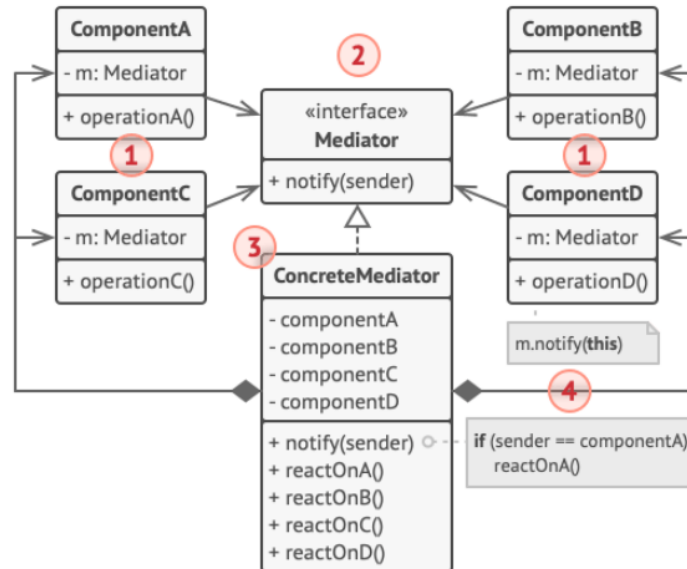 ComponentA
- m: Mediator
+ operationA()
1
ComponentC
- m: Mediator
+ operationC()
2
«interface»
Mediator
+ notify(sender)
ComponentB
- m: Mediator
+ operationB()
1
ComponentD
- m: Mediator
+ operationD()
m.notify(this)
3
ConcreteMediator
- componentA
- componentB
- componentC
- componentD
+ notify(sender)
+ reactOnA()
+ reactOnB()
+ reactOnC()
+ reactOnD()
4
if (sender == componentA)
reactOnA()